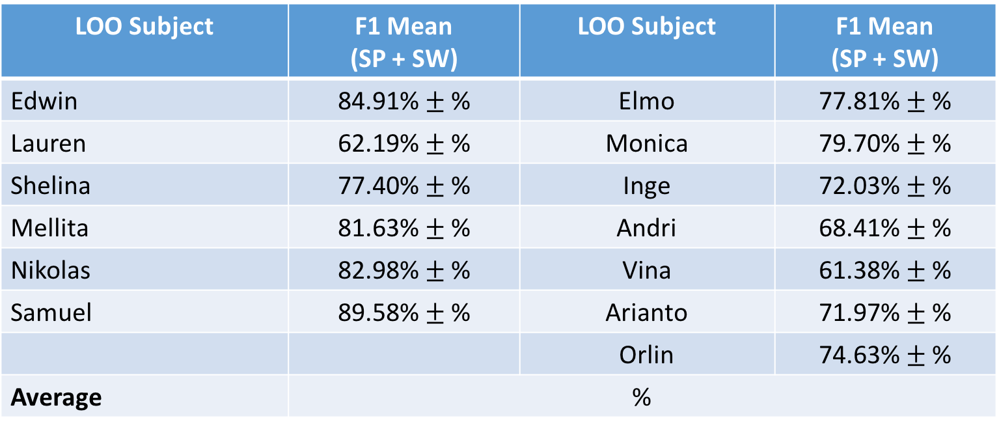 LOO Subject F1 Mean (SP + SW) LOO Subject F1 Mean (SP + SW)
Edwin 84.91% ± % Elmo 77.81% ± %
Lauren 62.19% ± % Monica 79.70% ± %
Shelina 77.40% ± % Inge 72.03% ± %
Mellita 81.63% ± % Andri 68.41% ± %
Nikolas 82.98% ± % Vina 61.38% ± %
Samuel 89.58% ± % Arianto 71.97% ± %
Orlin 74.63% ± %
Average %